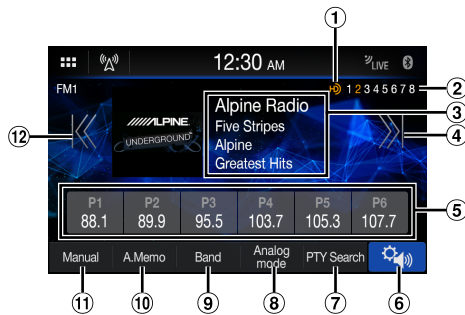 ①
12:30 AM
LIVE
FM1
HD 1 2 3 4 5 6 7 8
②
Alpine Radio
③
Five Stripes
Alpine
Greatest Hits
ALPINE
UNDERGROUND
⑫
④
P1 P2 P3 P4 P5 P6
88.1 89.9 95.5 103.7 105.3 107.7
⑤
Manual A.Memo Band Analog mode PTY Search
⑪ ⑩ ⑨ ⑧ ⑦ ⑥